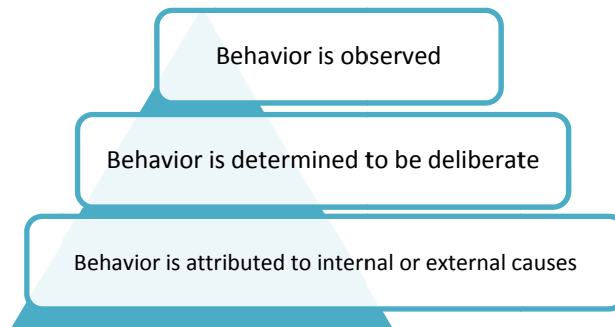 Behavior is observed
Behavior is determined to be deliberate
Behavior is attributed to internal or external causes